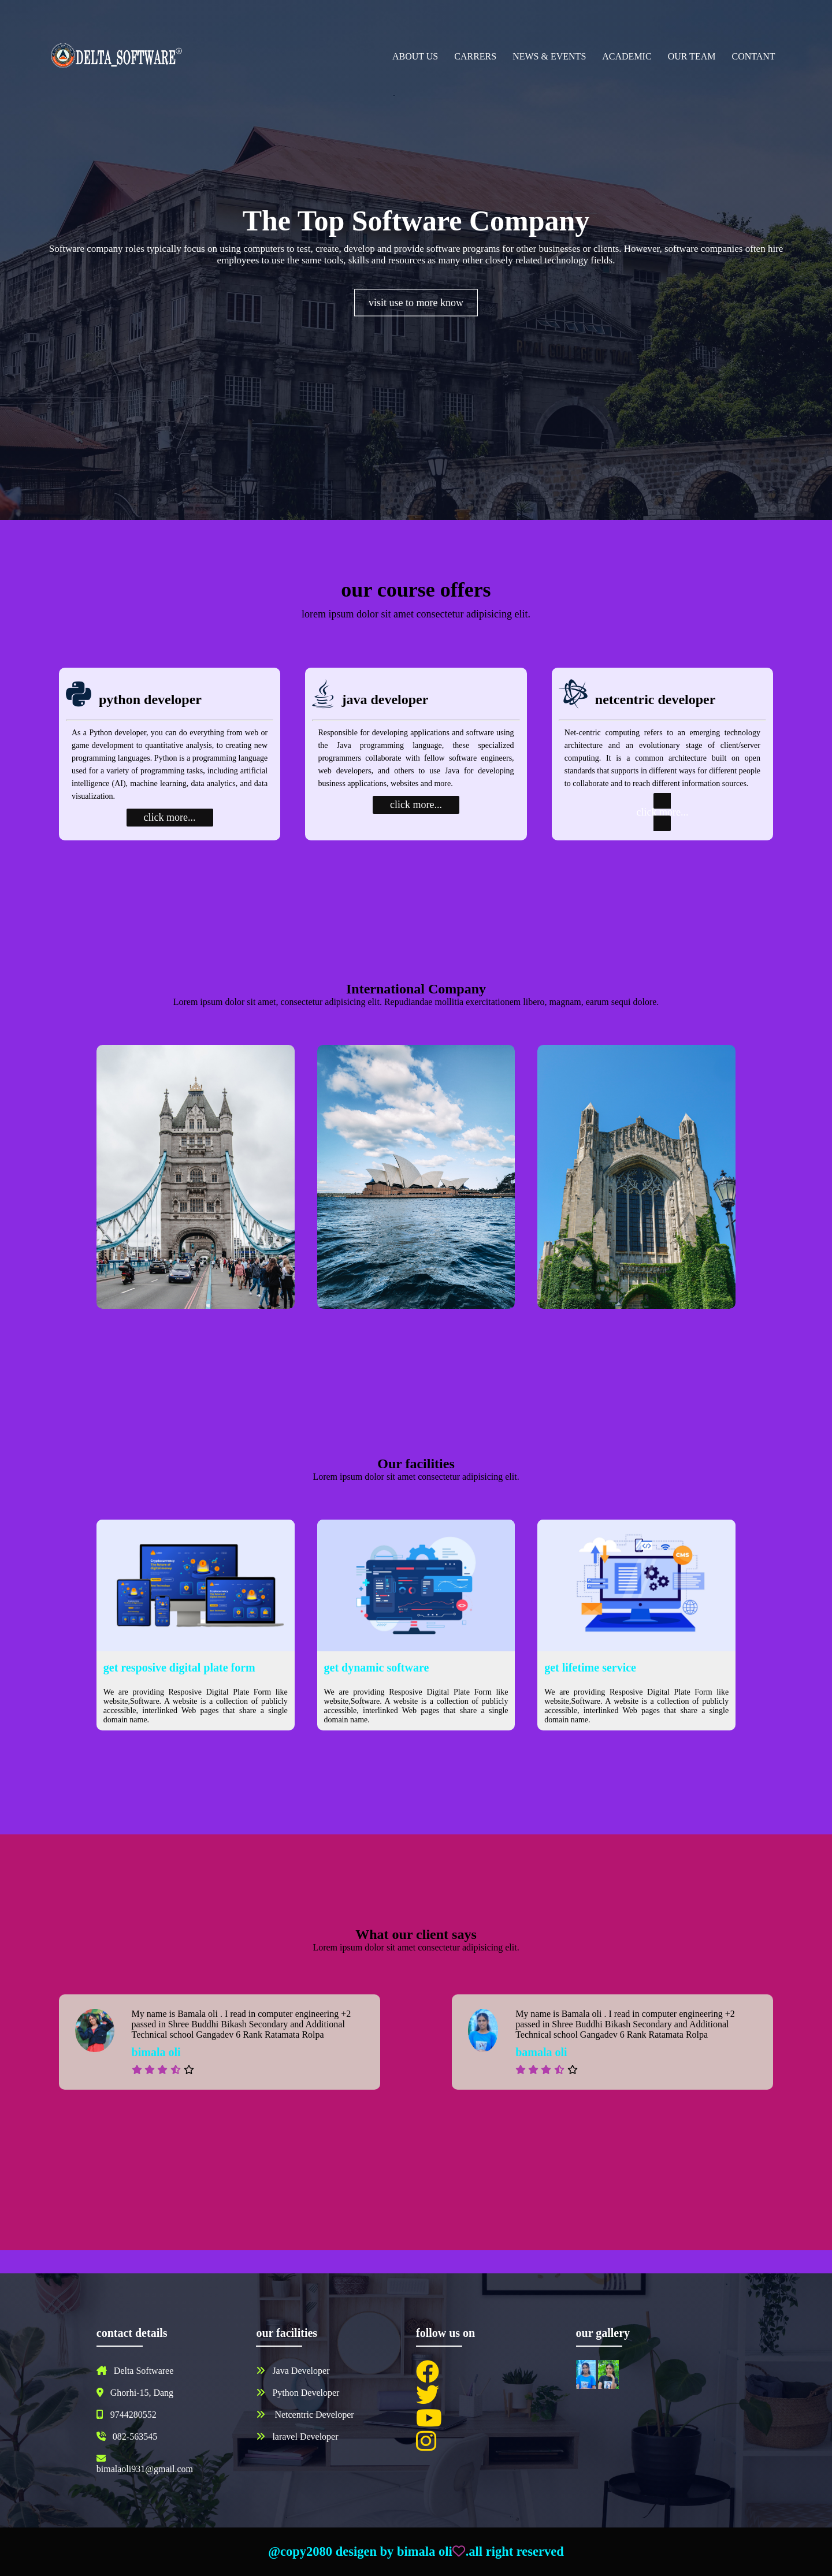 DELTA_SOFTWARE®
ABOUT US CARRERS NEWS & EVENTS ACADEMIC OUR TEAM CONTANT
The Top Software Company
Software company roles typically focus on using computers to test, create, develop and provide software programs for other businesses or clients. However, software companies often hire
employees to use the same tools, skills and resources as many other closely related technology fields.
visit use to more know
our course offers
lorem ipsum dolor sit amet consectetur adipisicing elit.
python developer
As a Python developer, you can do everything from web or
game development to quantitative analysis, to creating new
programming languages. Python is a programming language
used for a variety of programming tasks, including artificial
intelligence (AI), machine learning, data analytics, and data
visualization.
click more...
java developer
Responsible for developing applications and software using
the Java programming language, these specialized
programmers collaborate with fellow software engineers,
web developers, and others to use Java for developing
business applications, websites and more.
click more...
netcentric developer
Net-centric computing refers to an emerging technology
architecture and an evolutionary stage of client/server
computing. It is a common architecture built on open
standards that supports in different ways for different people
to collaborate and to reach different information sources.
click more...
International Company
Lorem ipsum dolor sit amet, consectetur adipisicing elit. Repudiandae mollitia exercitationem libero, magnam, earum sequi dolore.
Our facilities
Lorem ipsum dolor sit amet consectetur adipisicing elit.
CMS
get resposive digital plate form
We are providing Resposive Digital Plate Form like
website,Software. A website is a collection of publicly
accessible, interlinked Web pages that share a single
domain name.
get dynamic software
We are providing Resposive Digital Plate Form like
website,Software. A website is a collection of publicly
accessible, interlinked Web pages that share a single
domain name.
get lifetime service
We are providing Resposive Digital Plate Form like
website,Software. A website is a collection of publicly
accessible, interlinked Web pages that share a single
domain name.
What our client says
Lorem ipsum dolor sit amet consectetur adipisicing elit.
My name is Bamala oli . I read in computer engineering +2
passed in Shree Buddhi Bikash Secondary and Additional
Technical school Gangadev 6 Rank Ratamata Rolpa
bimala oli
My name is Bamala oli . I read in computer engineering +2
passed in Shree Buddhi Bikash Secondary and Additional
Technical school Gangadev 6 Rank Ratamata Rolpa
bamala oli
contact details
Delta Softwaree
Ghorhi-15, Dang
9744280552
082-563545
bimalaoli931@gmail.com
our facilities
Java Developer
Python Developer
Netcentric Developer
laravel Developer
follow us on
our gallery
@copy2080 desigen by bimala oli♡.all right reserved